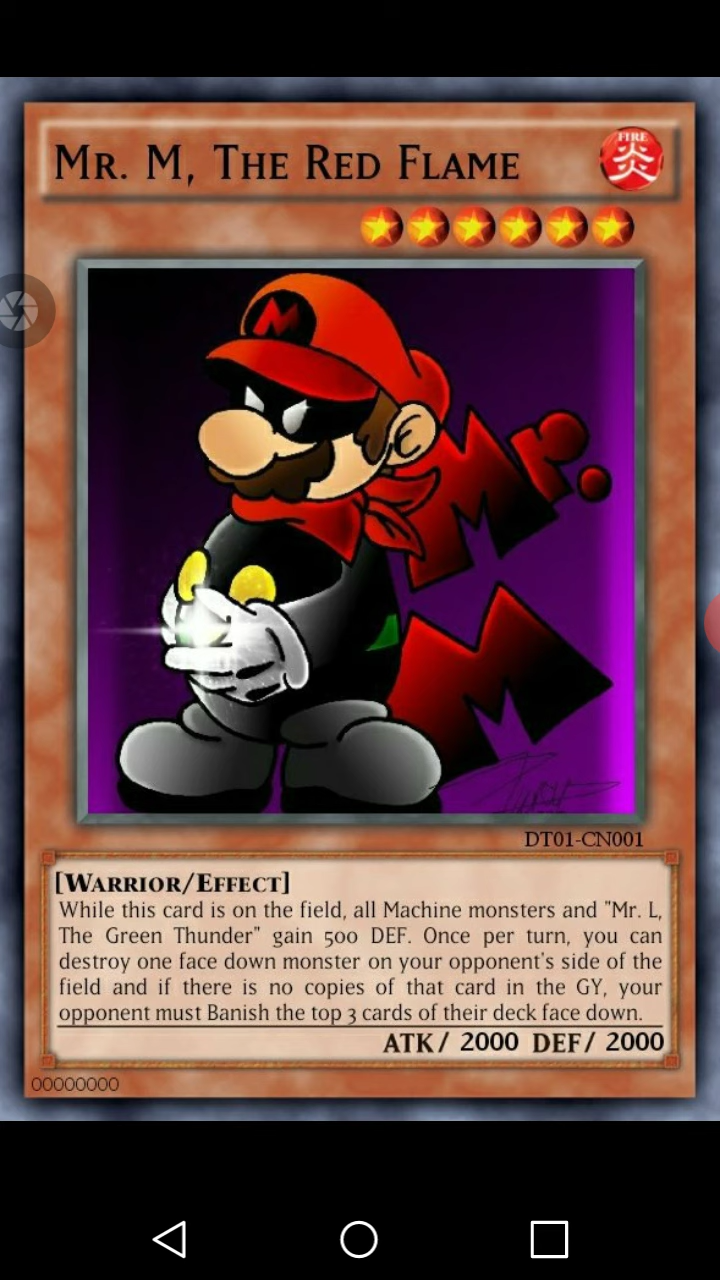 Mr. M, The Red Flame
FIRE
炎
M
Mr.
M
DT01-CN001
[Warrior/Effect]
While this card is on the field, all Machine monsters and "Mr. L,
The Green Thunder" gain 500 DEF. Once per turn, you can
destroy one face down monster on your opponent's side of the
field and if there is no copies of that card in the GY, your
opponent must Banish the top 3 cards of their deck face down.
ATK/ 2000 DEF/ 2000
00000000